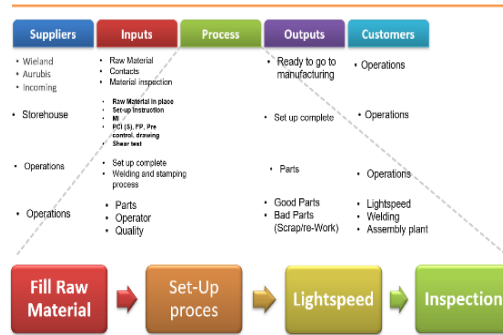 Suppliers
Inputs
Process
Outputs
Customers
• Wieland
• Aurubis
• Incoming
• Raw Material
• Contacts
• Material inspection
• Ready to go to
manufacturing
• Operations
• Storehouse
• Raw Material in place
• Set-up Instruction
• MI
• PCI (S), FP, Pre
control, drawing
• Shear test
• Set up complete
• Operations
• Operations
• Set up complete
• Welding and stamping
process
• Parts
• Operations
• Operations
• Parts
• Operator
• Quality
• Good Parts
• Bad Parts
(Scrap/re-Work)
• Lightspeed
• Welding
• Assembly plant
Fill Raw
Material
Set-Up
proces
Lightspeed
Inspection